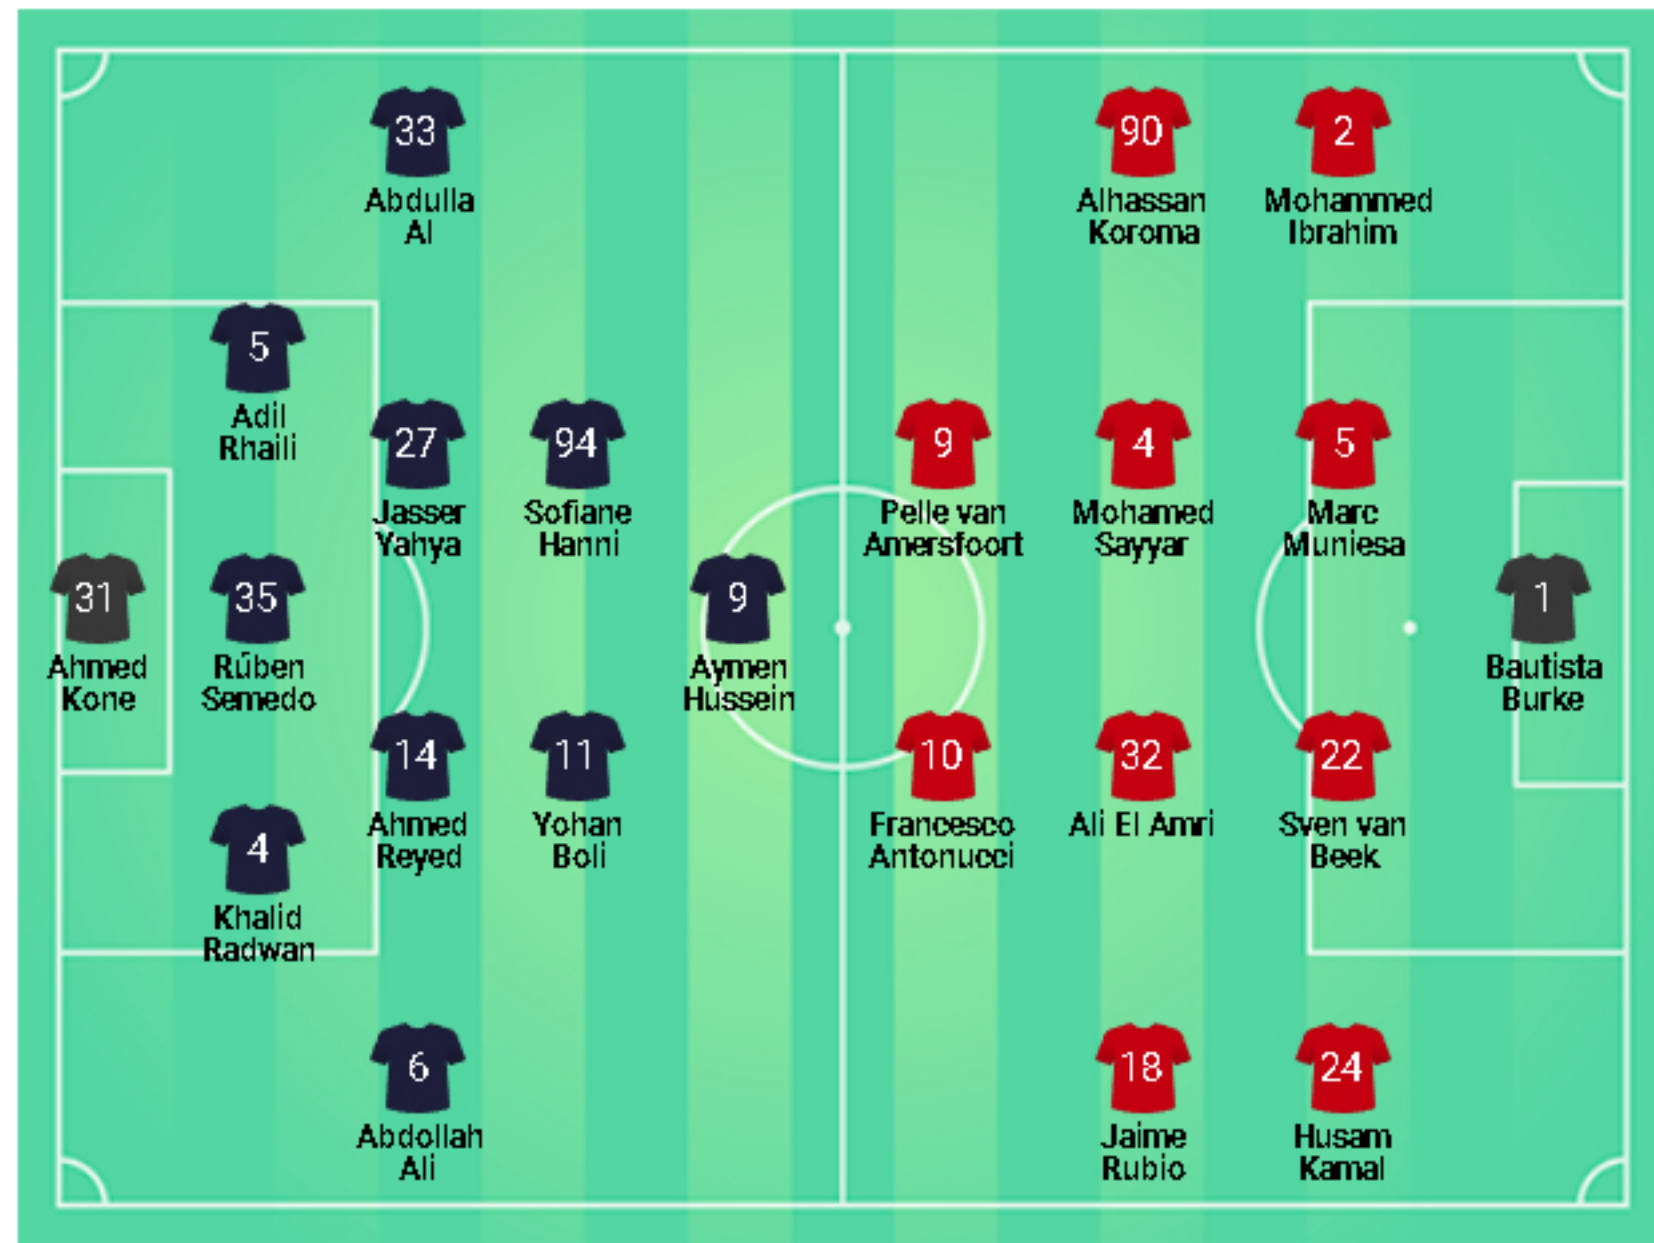 33
Abdulla
Al
90
Alhassan
Koroma
2
Mohammed
Ibrahim
5
Adil
Rhaili
27
Jasser
Yahya
94
Sofiane
Hanni
9
Pelle van
Amersfoort
4
Mohamed
Sayyar
5
Marc
Muniesa
31
Ahmed
Kone
35
Rúben
Semedo
9
Aymen
Hussein
1
Bautista
Burke
14
Ahmed
Reyed
11
Yohan
Boli
10
Francesco
Antonucci
32
Ali El Amri
22
Sven van
Beek
4
Khalid
Radwan
6
Abdollah
Ali
18
Jaime
Rubio
24
Husam
Kamal